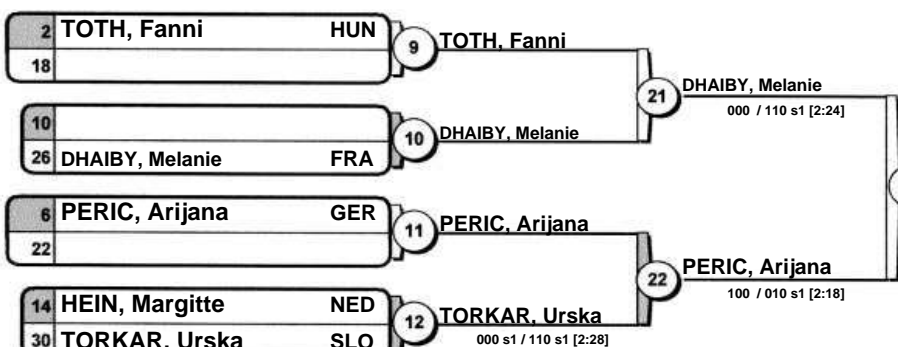 2 TOTH, Fanni HUN
18
9
TOTH, Fanni
10
26 DHAIBY, Melanie FRA
10
DHAIBY, Melanie
21
DHAIBY, Melanie
000 / 110 s1 [2:24]
6 PERIC, Arijana GER
22
11
PERIC, Arijana
14 HEIN, Margitte NED
30 TORKAR, Urska SLO
12
TORKAR, Urska
000 s1 / 110 s1 [2:28]
22
PERIC, Arijana
100 / 010 s1 [2:18]